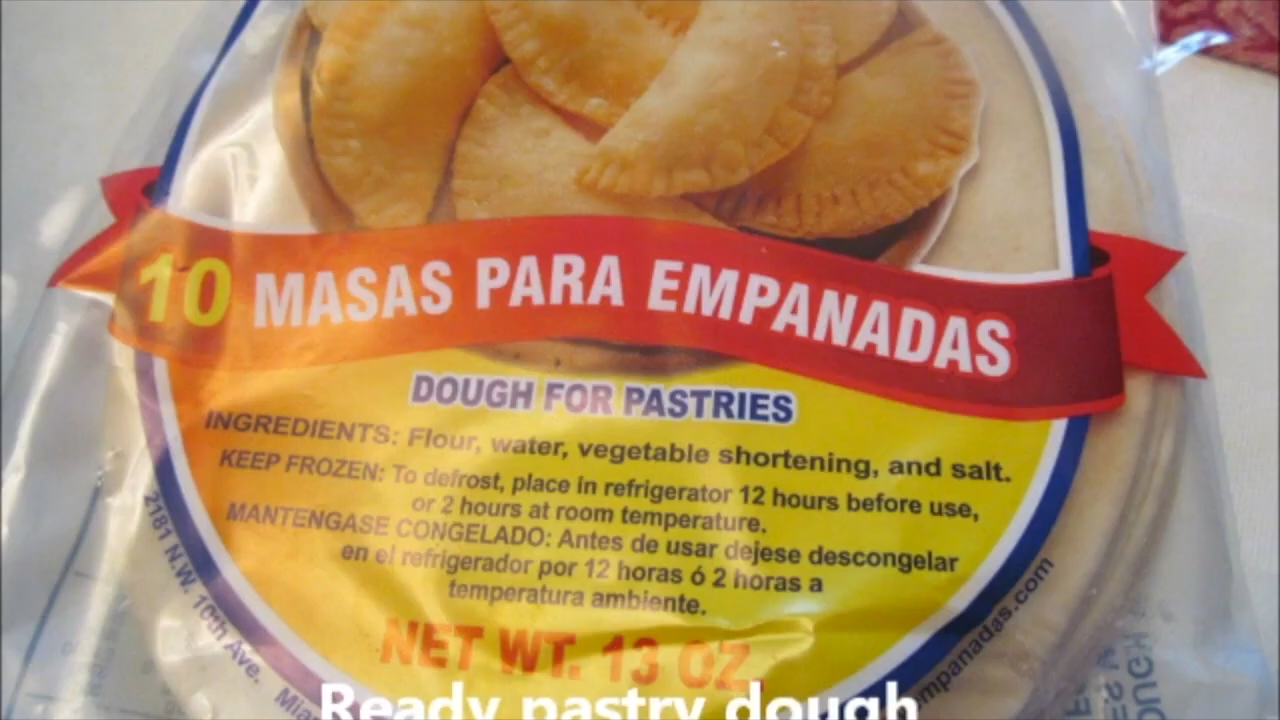 10 MASAS PARA EMPANADAS
DOUGH FOR PASTRIES
INGREDIENTS: Flour, water, vegetable shortening, and salt.
KEEP FROZEN: To defrost, place in refrigerator 12 hours before use,
or 2 hours at room temperature.
MANTENGASE CONGELADO: Antes de usar dejese descongelar
en el refrigerador por 12 horas ó 2 horas a
temperatura ambiente.
NET WT. 13 OZ.
2181 N.W. 10th Ave.
Ready pastry dough